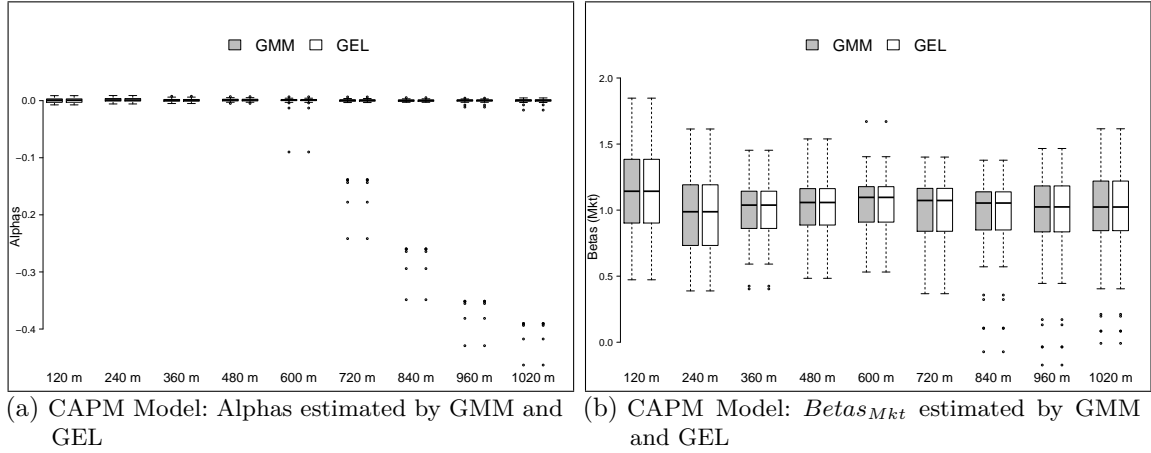 GMM GEL
Alphas
0.0
−0.1
−0.2
−0.3
−0.4
120 m 240 m 360 m 480 m 600 m 720 m 840 m 960 m 1020 m
(a) CAPM Model: Alphas estimated by GMM and
GEL
GMM GEL
Betas (Mkt)
2.0
1.5
1.0
0.5
0.0
120 m 240 m 360 m 480 m 600 m 720 m 840 m 960 m 1020 m
(b) CAPM Model: Betas_Mkt estimated by GMM
and GEL